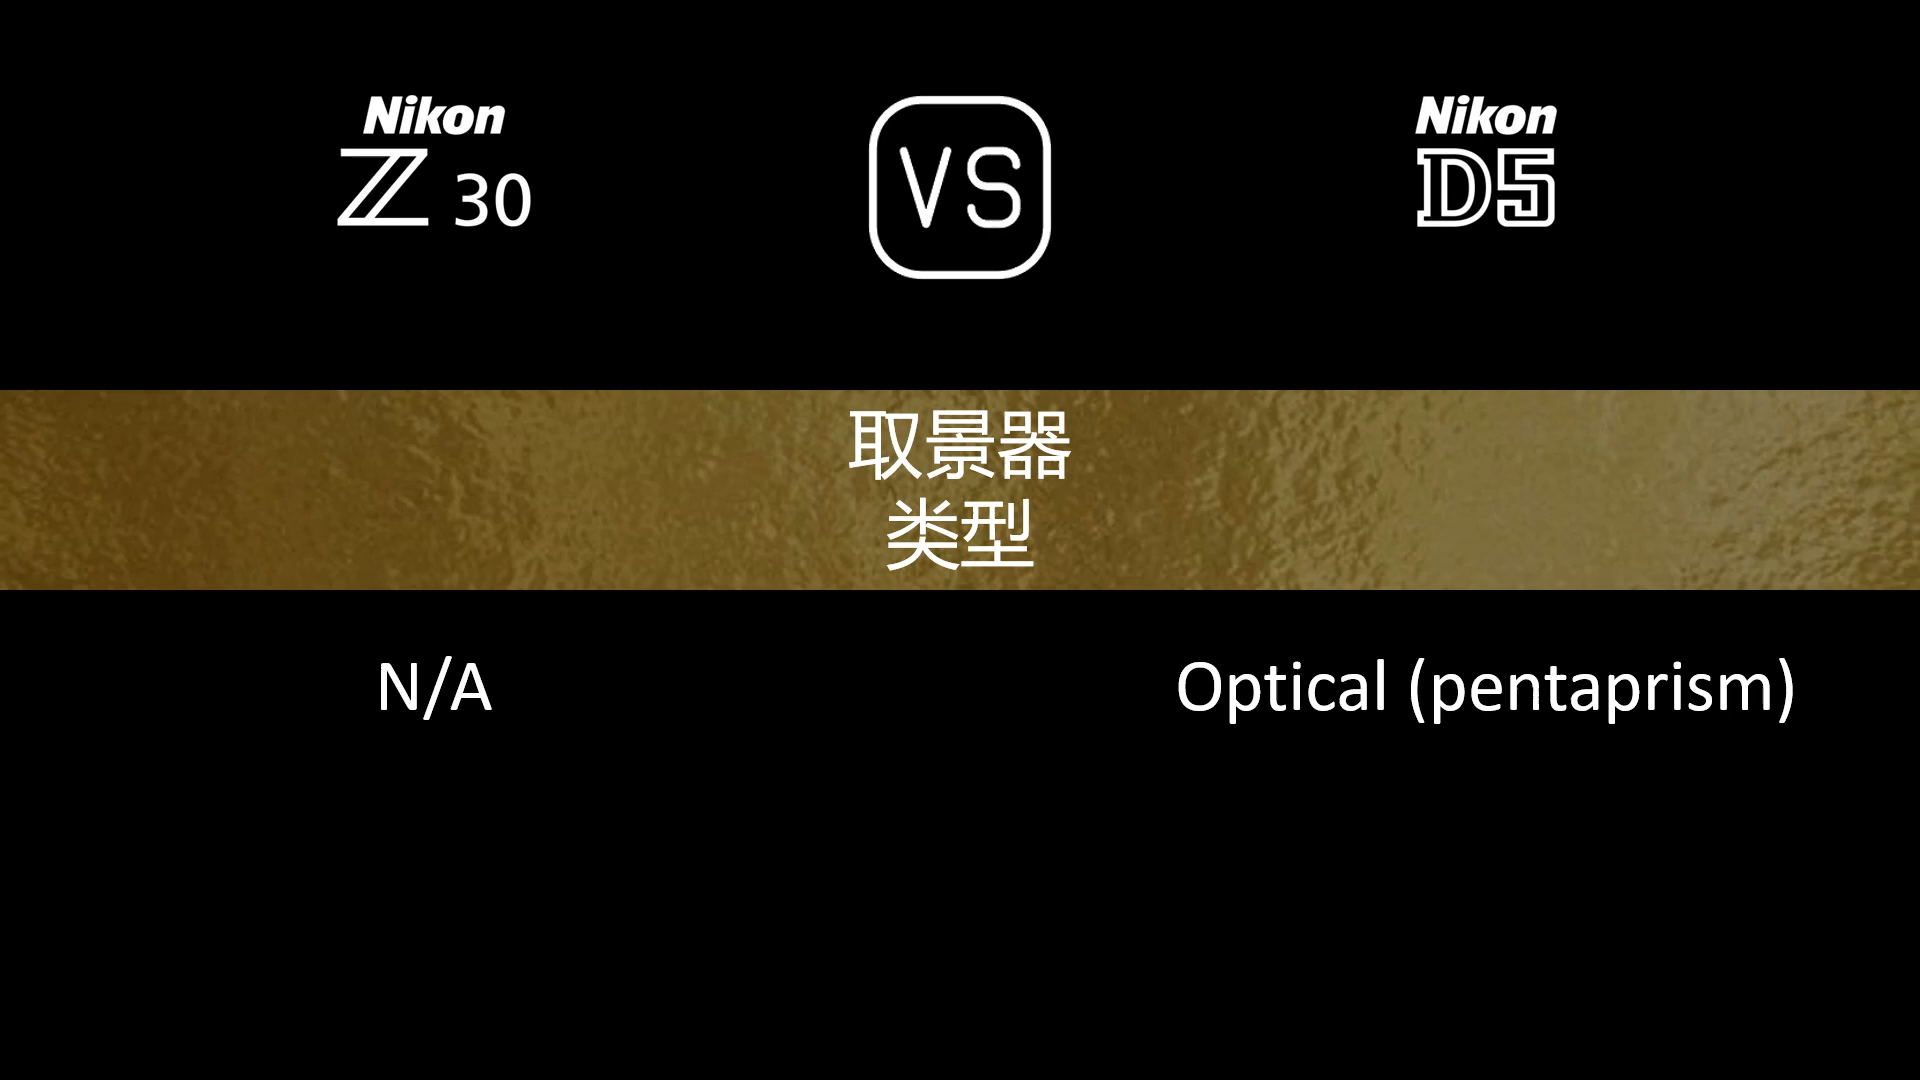 Nikon
Z 30
VS
Nikon
D5
取景器
类型
N/A
Optical (pentaprism)